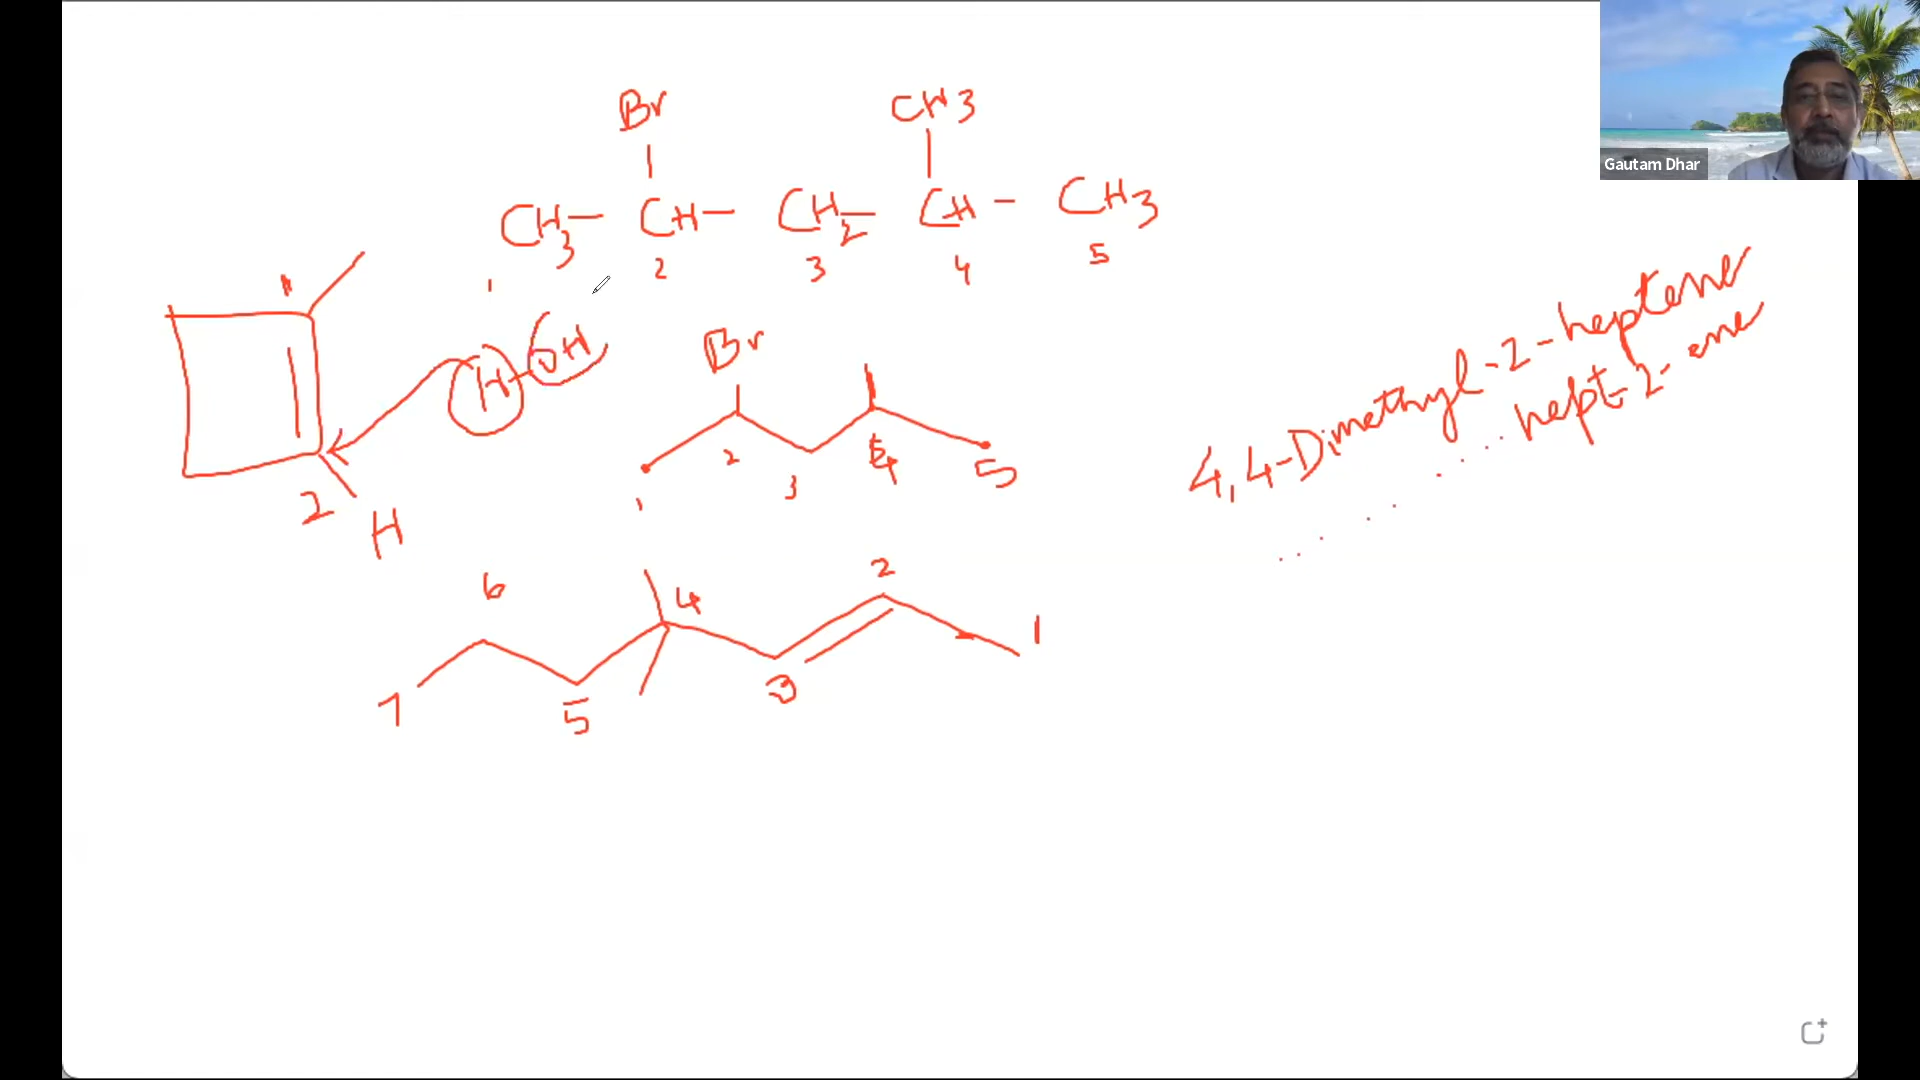 Gautam Dhar
Br CH3
CH3 – CH – CH2 – CH – CH3
1 2 3 4 5
1
H-OH
2
H
Br
1 2 3 4 5
4,4-Dimethyl-2-heptene
........ hept-2-ene
6 4 2 1
7 5 3